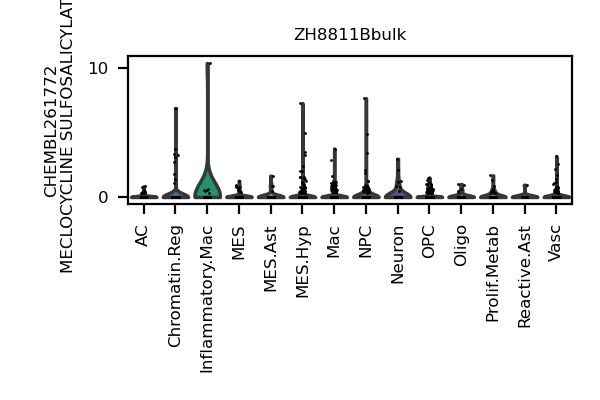 ZH8811Bbulk
CHEMBL261772
MECLOCYCLINE SULFOSALICYLAT
10
0
AC
Chromatin.Reg
Inflammatory.Mac
MES
MES.Ast
MES.Hyp
Mac
NPC
Neuron
OPC
Oligo
Prolif.Metab
Reactive.Ast
Vasc